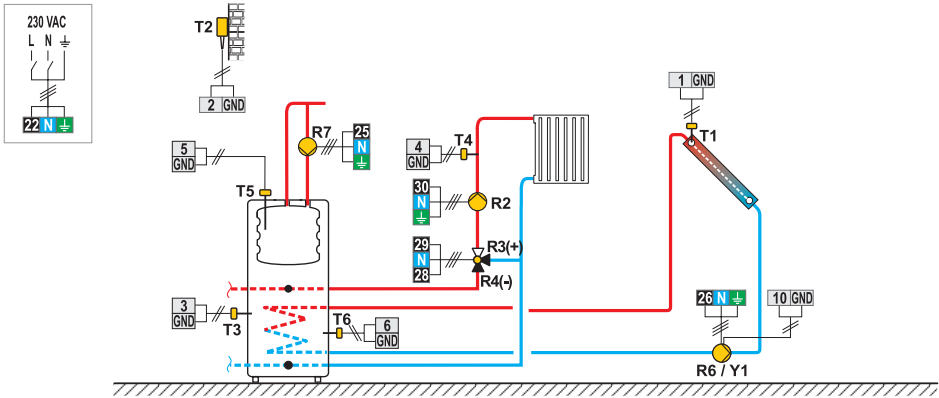 230 VAC
L N
22 N
T2
2 GND
1 GND
T1
R7
25
N
5
GND
T5
4
GND
T4
30
N
R2
29
N
28
R3(+)
R4(-)
3
GND
T3
T6
6
GND
26 N
10 GND
R6 / Y1